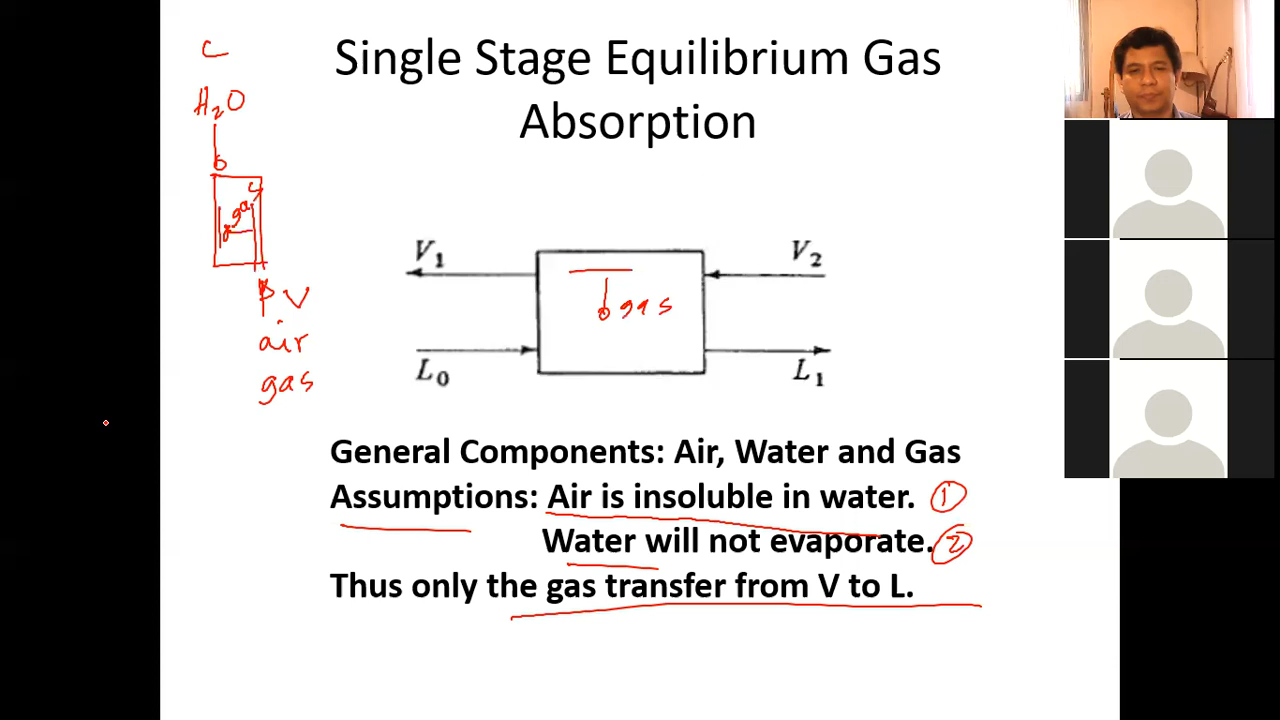 Single Stage Equilibrium Gas
Absorption
L
H₂O
gas
V
air
gas
V₁
V₂
gas
L₀
L₁
General Components: Air, Water and Gas
Assumptions: Air is insoluble in water. ①
Water will not evaporate. ②
Thus only the gas transfer from V to L.